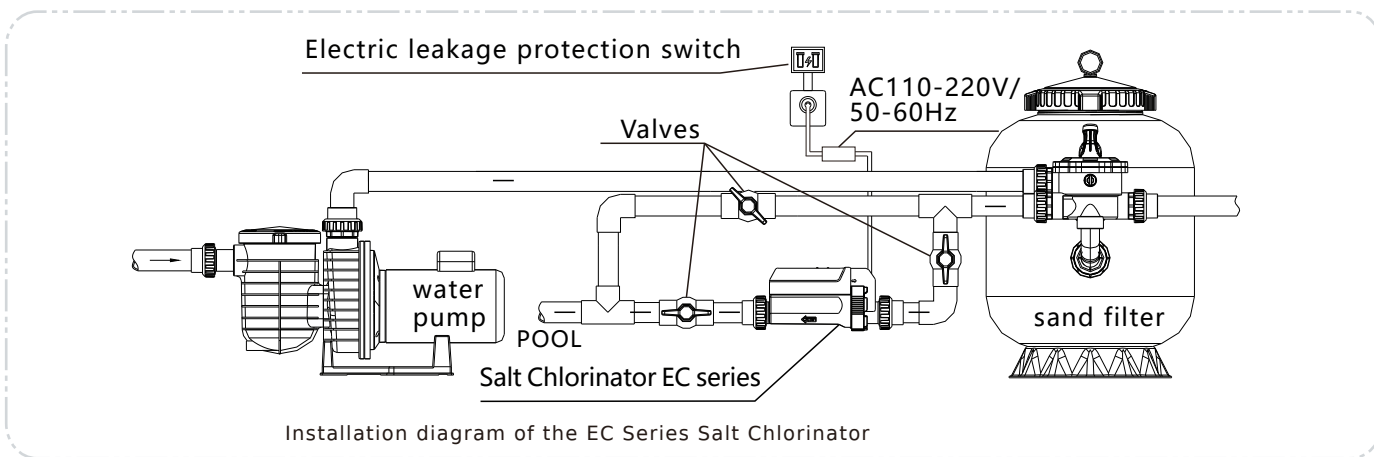 Electric leakage protection switch
AC110-220V/
50-60Hz
Valves
water
pump
POOL
sand filter
Salt Chlorinator EC series
Installation diagram of the EC Series Salt Chlorinator